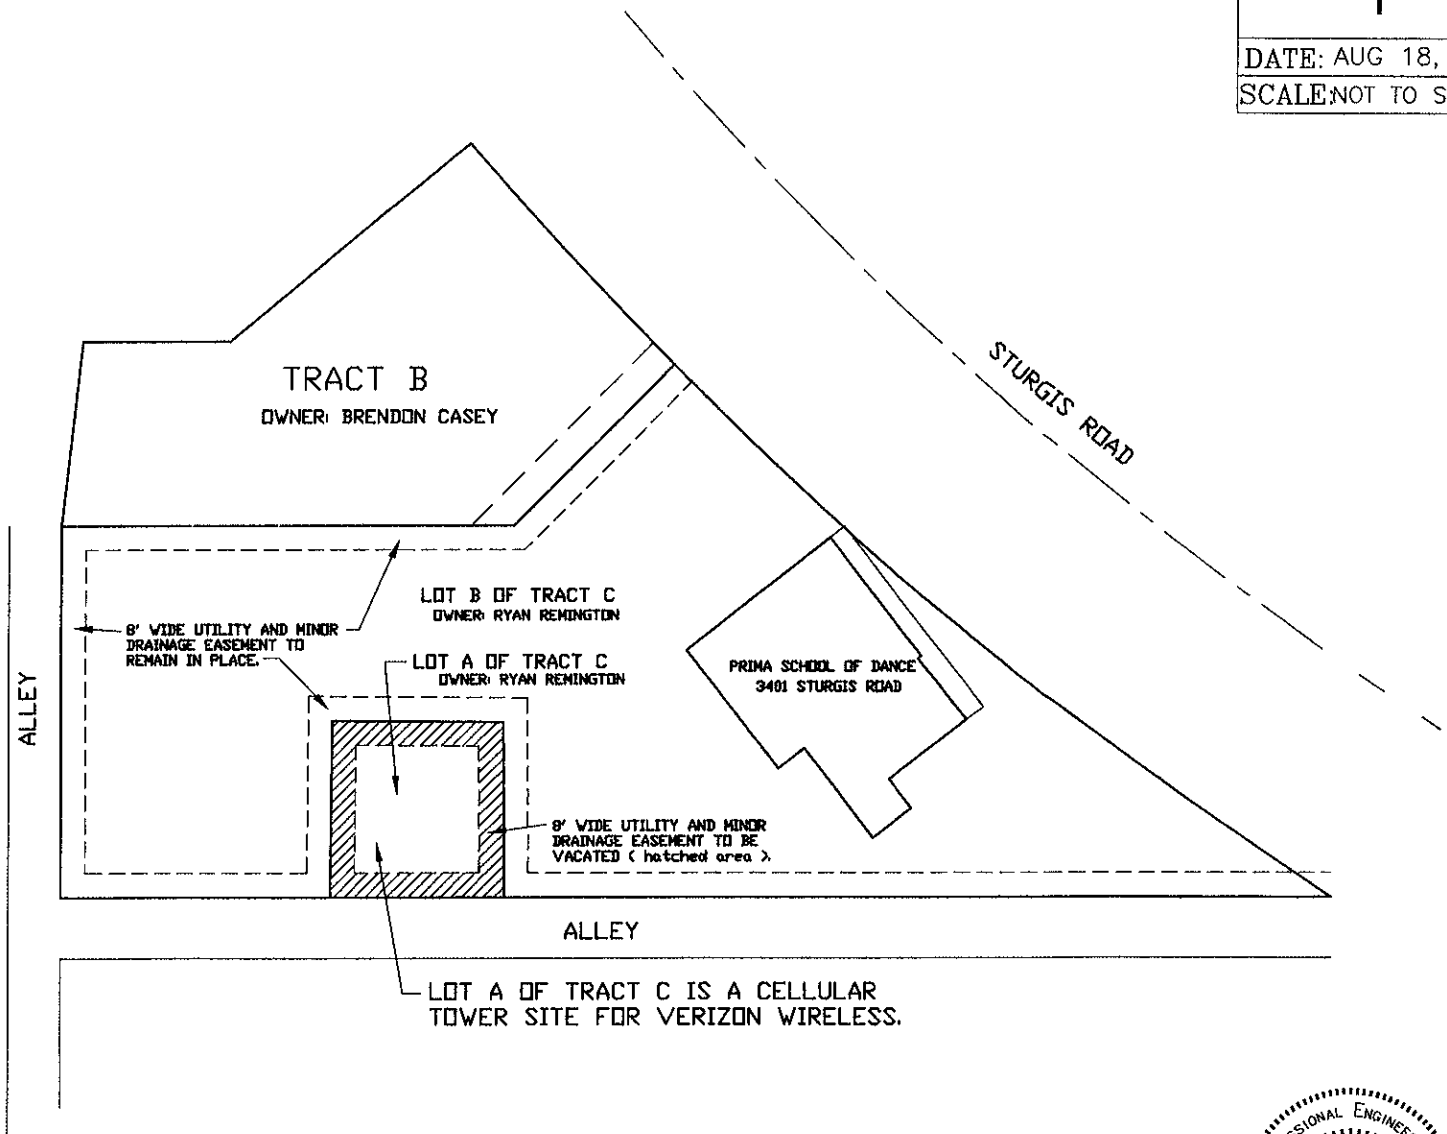 DATE: AUG 18,
SCALE: NOT TO S
STURGIS ROAD
TRACT B
OWNER: BRENDON CASEY
LOT B OF TRACT C
OWNER: RYAN REMINGTON
8' WIDE UTILITY AND MINOR
DRAINAGE EASEMENT TO
REMAIN IN PLACE.
LOT A OF TRACT C
OWNER: RYAN REMINGTON
PRIMA SCHOOL OF DANCE
3401 STURGIS ROAD
ALLEY
8' WIDE UTILITY AND MINOR
DRAINAGE EASEMENT TO BE
VACATED ( hatched area ).
ALLEY
LOT A OF TRACT C IS A CELLULAR
TOWER SITE FOR VERIZON WIRELESS.
SSIONAL ENGINEE